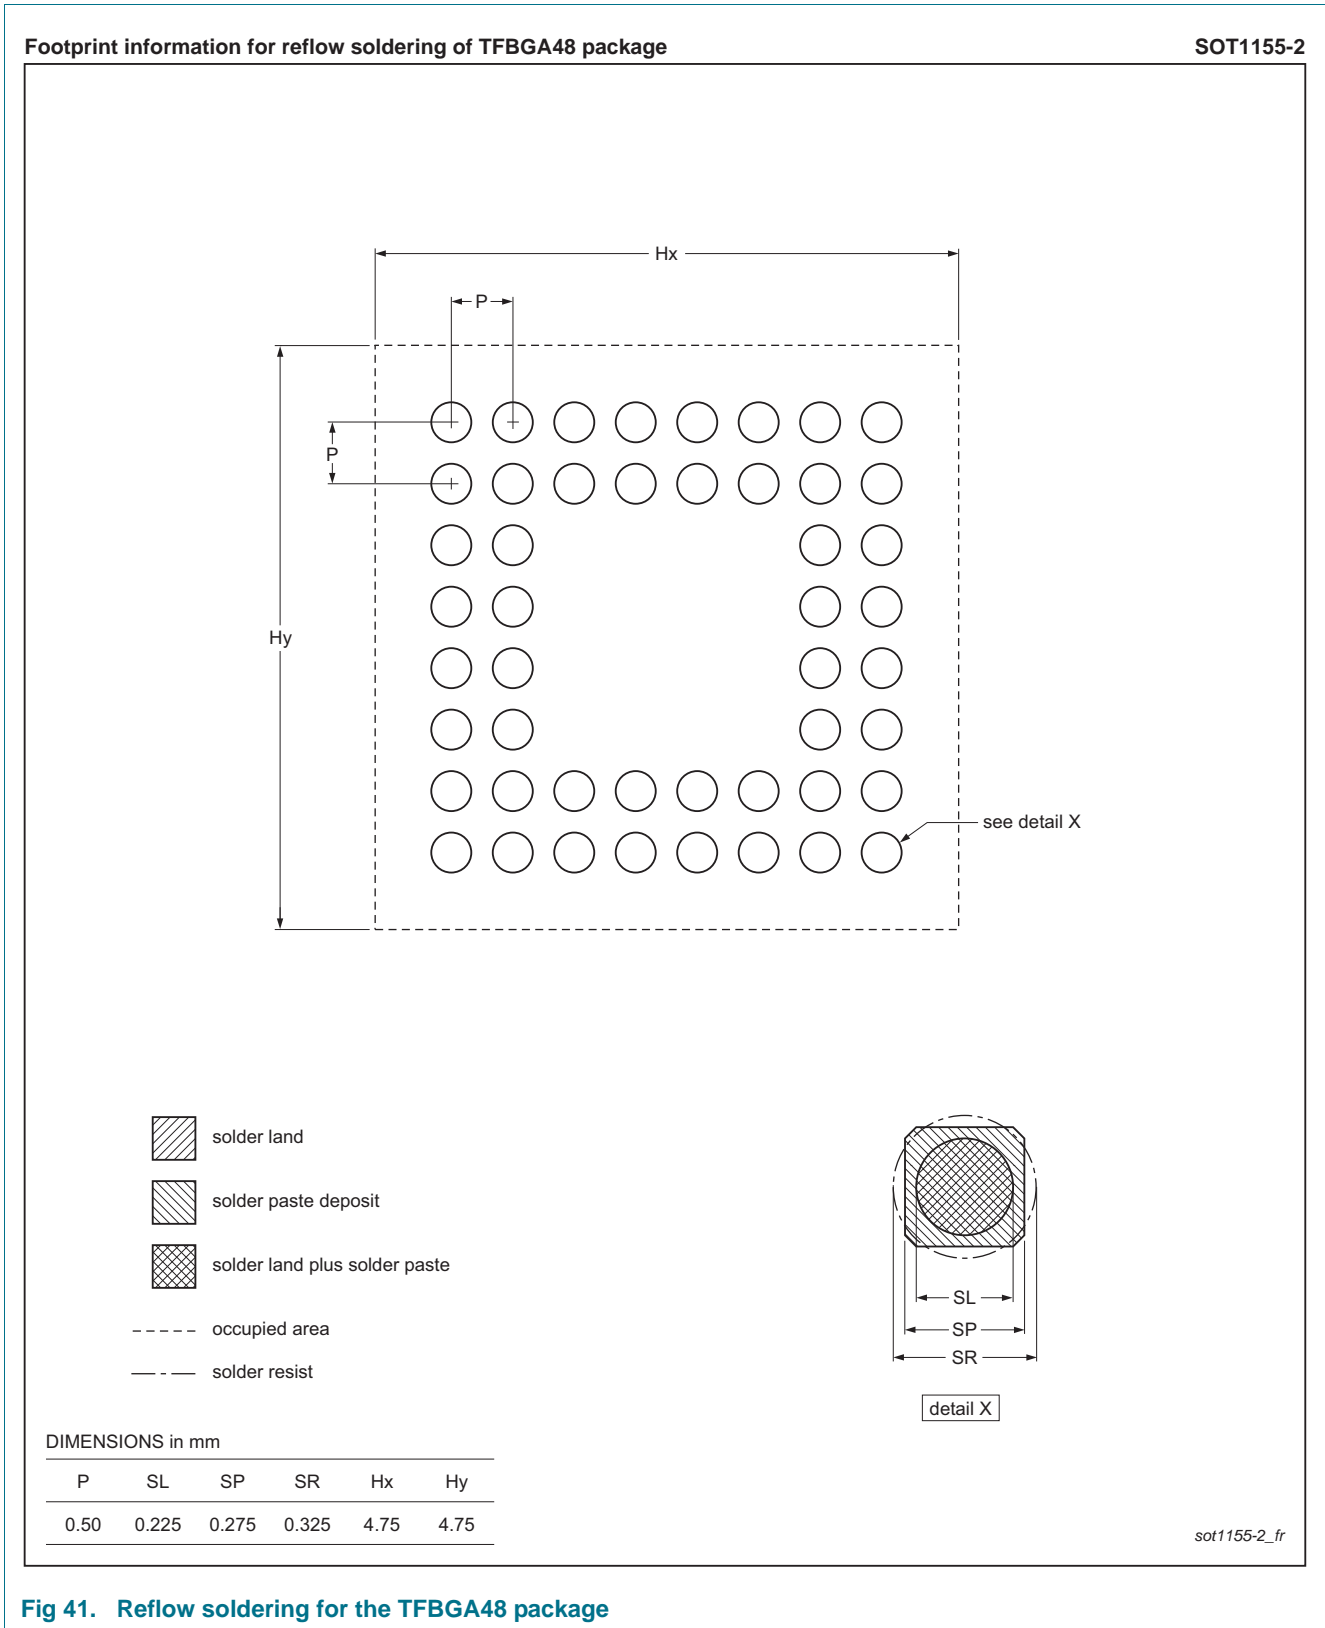 Footprint information for reflow soldering of TFBGA48 package SOT1155-2
Hx
P
P
Hy
see detail X
solder land
solder paste deposit
solder land plus solder paste
occupied area
solder resist
SL
SP
SR
detail X
DIMENSIONS in mm
P SL SP SR Hx Hy
0.50 0.225 0.275 0.325 4.75 4.75
sot1155-2_fr
Fig 41. Reflow soldering for the TFBGA48 package